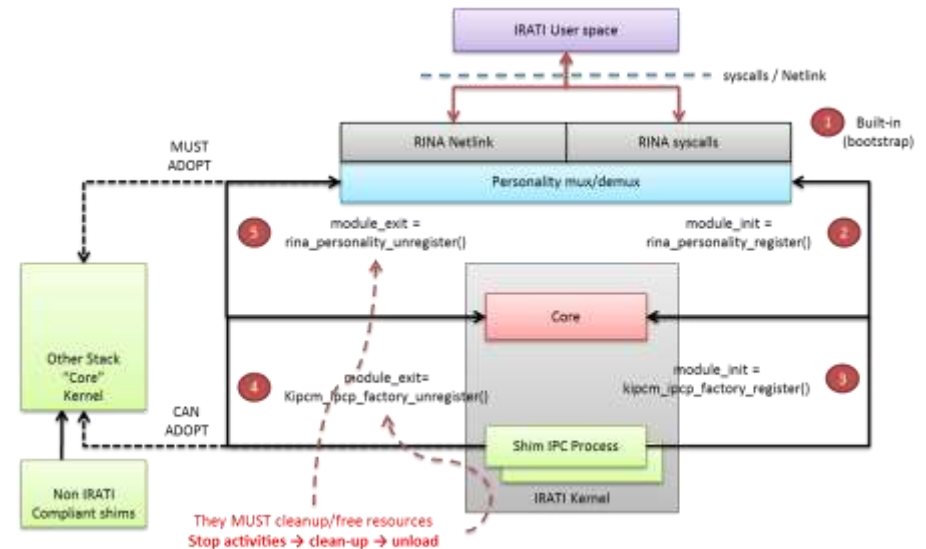 IRATI User space
syscalls / Netlink
1
Built-in
(bootstrap)
RINA Netlink
RINA syscalls
MUST
ADOPT
Personality mux/demux
5
module_exit =
rina_personality_unregister()
module_init =
rina_personality_register()
2
Core
Other Stack
"Core"
Kernel
4
module_exit=
Kipcm_ipcp_factory_unregister()
module_init =
kipcm_ipcp_factory_register()
3
CAN
ADOPT
Shim IPC Process
IRATI Kernel
Non IRATI
Compliant shims
They MUST cleanup/free resources
Stop activities → clean-up → unload